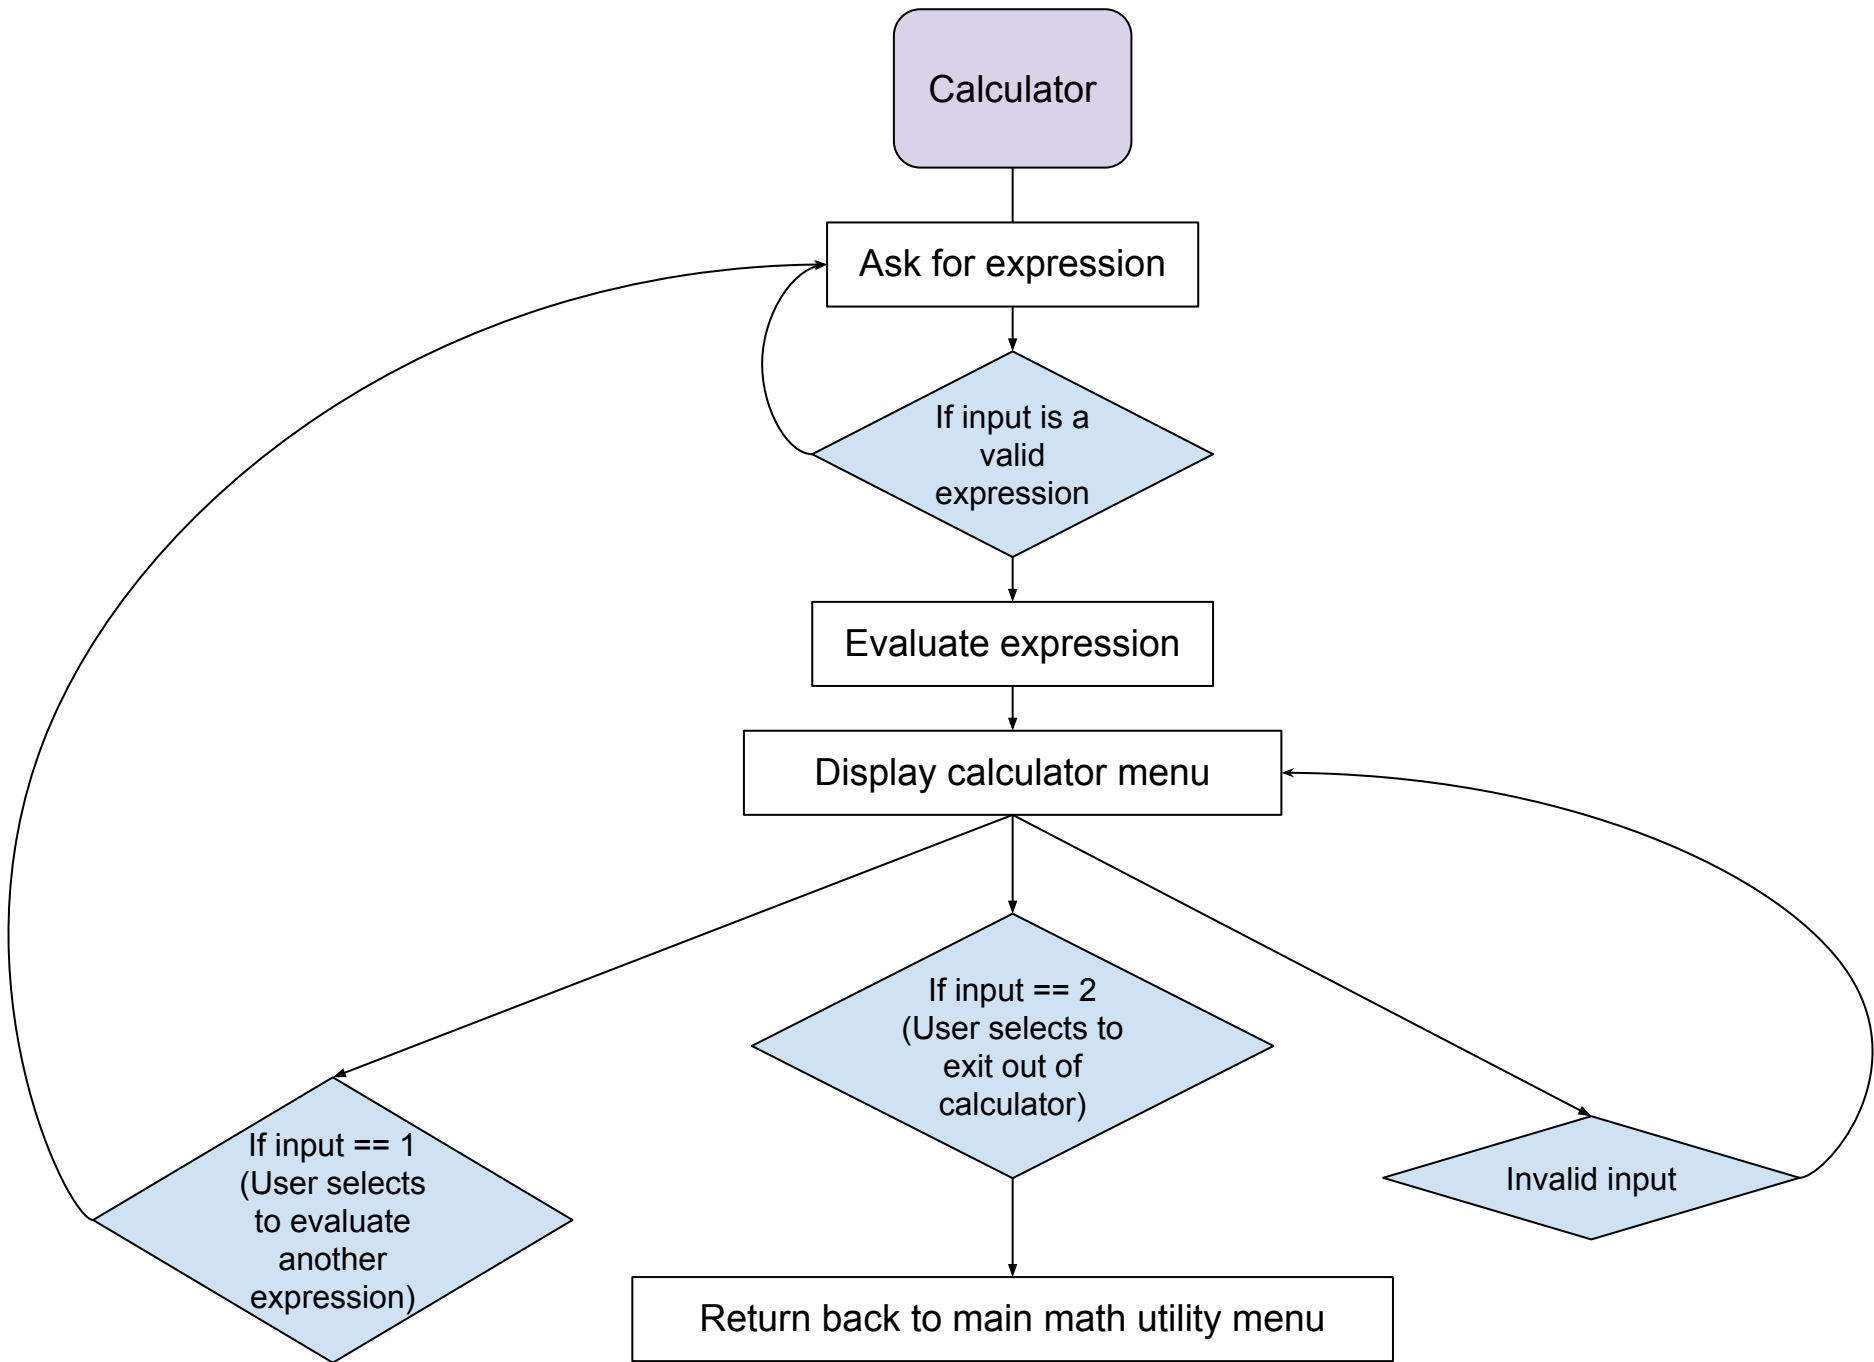 Calculator
Ask for expression
If input is a
valid
expression
Evaluate expression
Display calculator menu
If input == 1
(User selects
to evaluate
another
expression)
If input == 2
(User selects to
exit out of
calculator)
Invalid input
Return back to main math utility menu